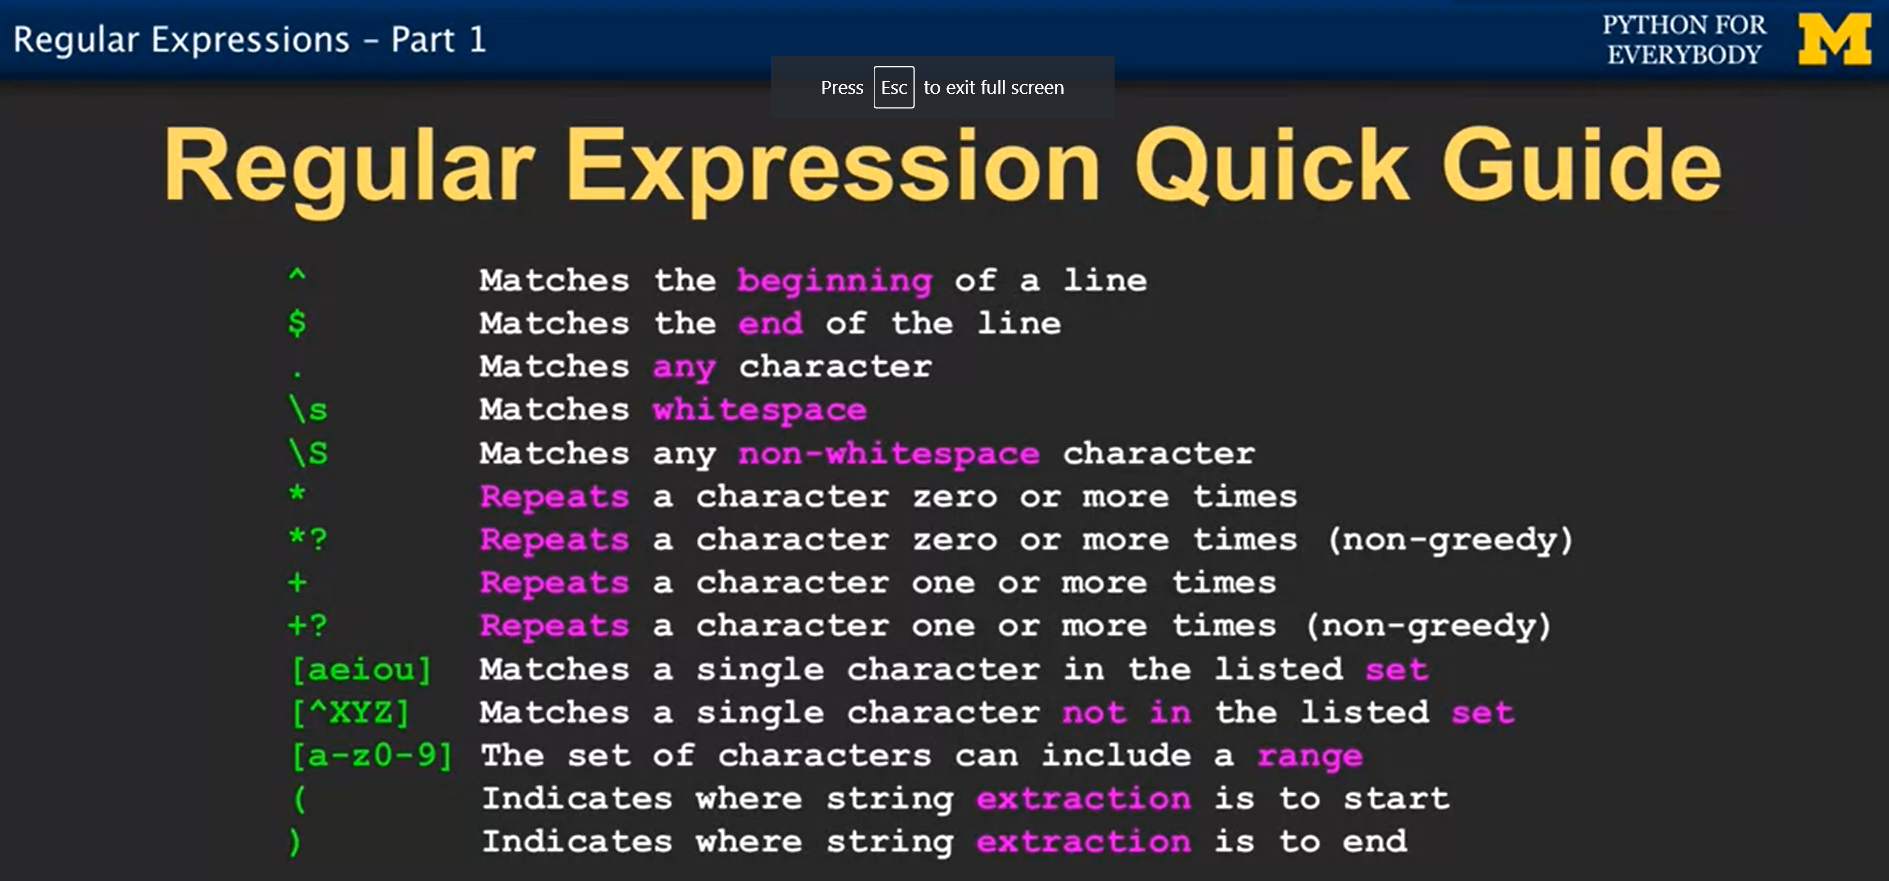 Regular Expressions – Part 1
PYTHON FOR
EVERYBODY
M
Press Esc to exit full screen
Regular Expression Quick Guide
^ Matches the beginning of a line
$ Matches the end of the line
. Matches any character
\s Matches whitespace
\S Matches any non-whitespace character
* Repeats a character zero or more times
*? Repeats a character zero or more times (non-greedy)
+ Repeats a character one or more times
+? Repeats a character one or more times (non-greedy)
[aeiou] Matches a single character in the listed set
[^XYZ] Matches a single character not in the listed set
[a-z0-9] The set of characters can include a range
( Indicates where string extraction is to start
) Indicates where string extraction is to end